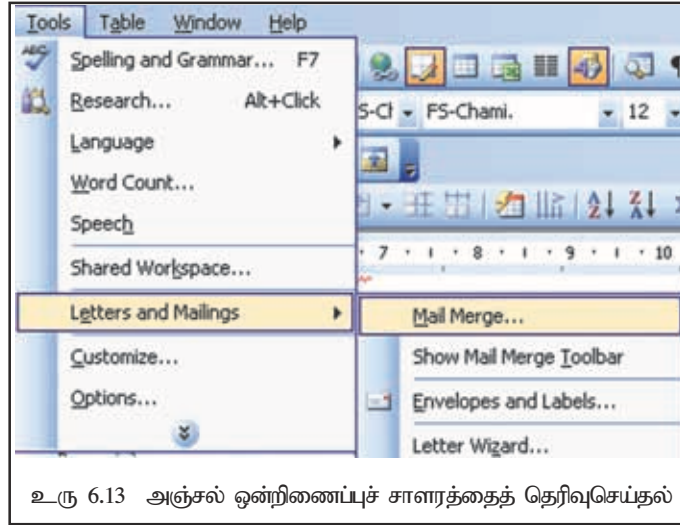 Tools Table Window Help
Spelling and Grammar... F7
Research... Alt+Click
FS-Chami. 12
Language
Word Count...
Speech
7 8 9 10
Shared Workspace...
Letters and Mailings Mail Merge...
Customize... Show Mail Merge Toolbar
Options... Envelopes and Labels...
Letter Wizard...
உரு 6.13 அஞ்சல் ஒன்றிணைப்புச் சாளரத்தைத் தெரிவுசெய்தல்